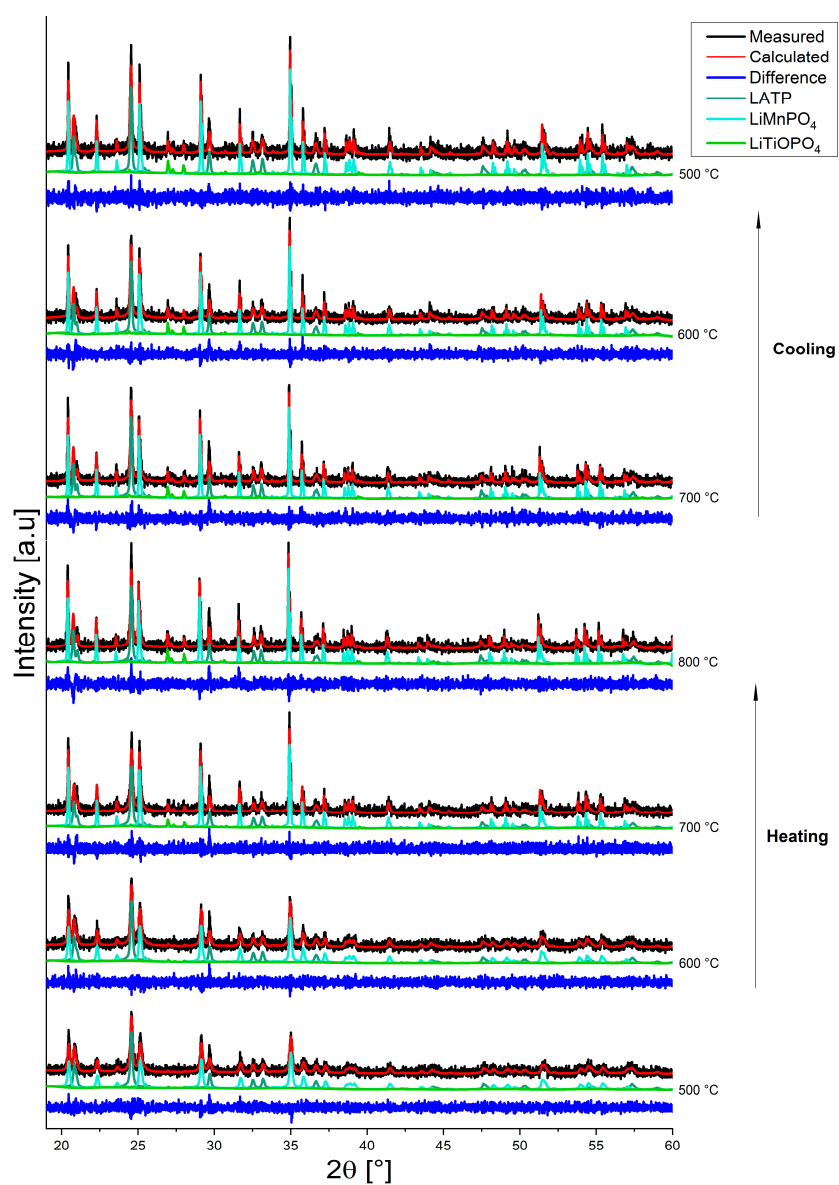 Measured
Calculated
Difference
LATP
LiMnPO₄
LiTiOPO₄
500 °C
600 °C
Cooling
700 °C
Intensity [a.u]
800 °C
700 °C
Heating
600 °C
500 °C
20 25 30 35 40 45 50 55 60
2θ [°]